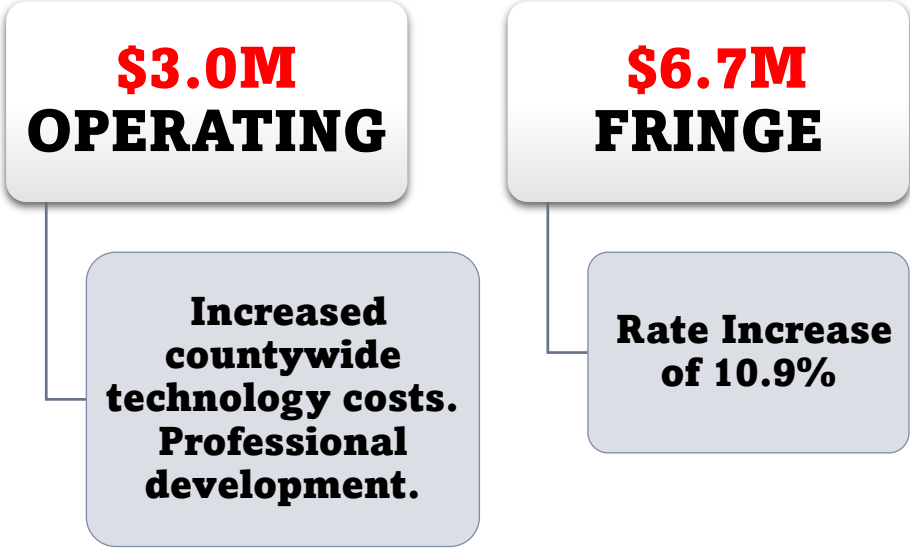 $3.0M
OPERATING
Increased
countywide
technology costs.
Professional
development.
$6.7M
FRINGE
Rate Increase
of 10.9%